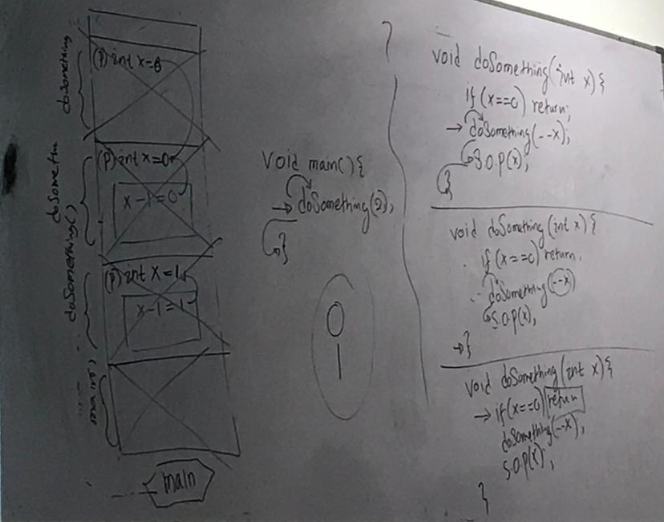 doSomething
(P) int x=0
doSomethin
(P) int x=0
x-1=0
doSomething()
(P) int x=1
x-1=1
main()
main
void main() {
→ doSomething(2);
}
0
1
void doSomething(int x) {
if (x==0) return;
→ doSomething(--x);
S.O.P(x);
}
void doSomething(int x) {
if (x==0) return.
doSomething(--x)
S.O.P(x);
→ }
void doSomething(int x) {
→ if (x==0) return
doSomething(--x);
S.O.P(x);
}